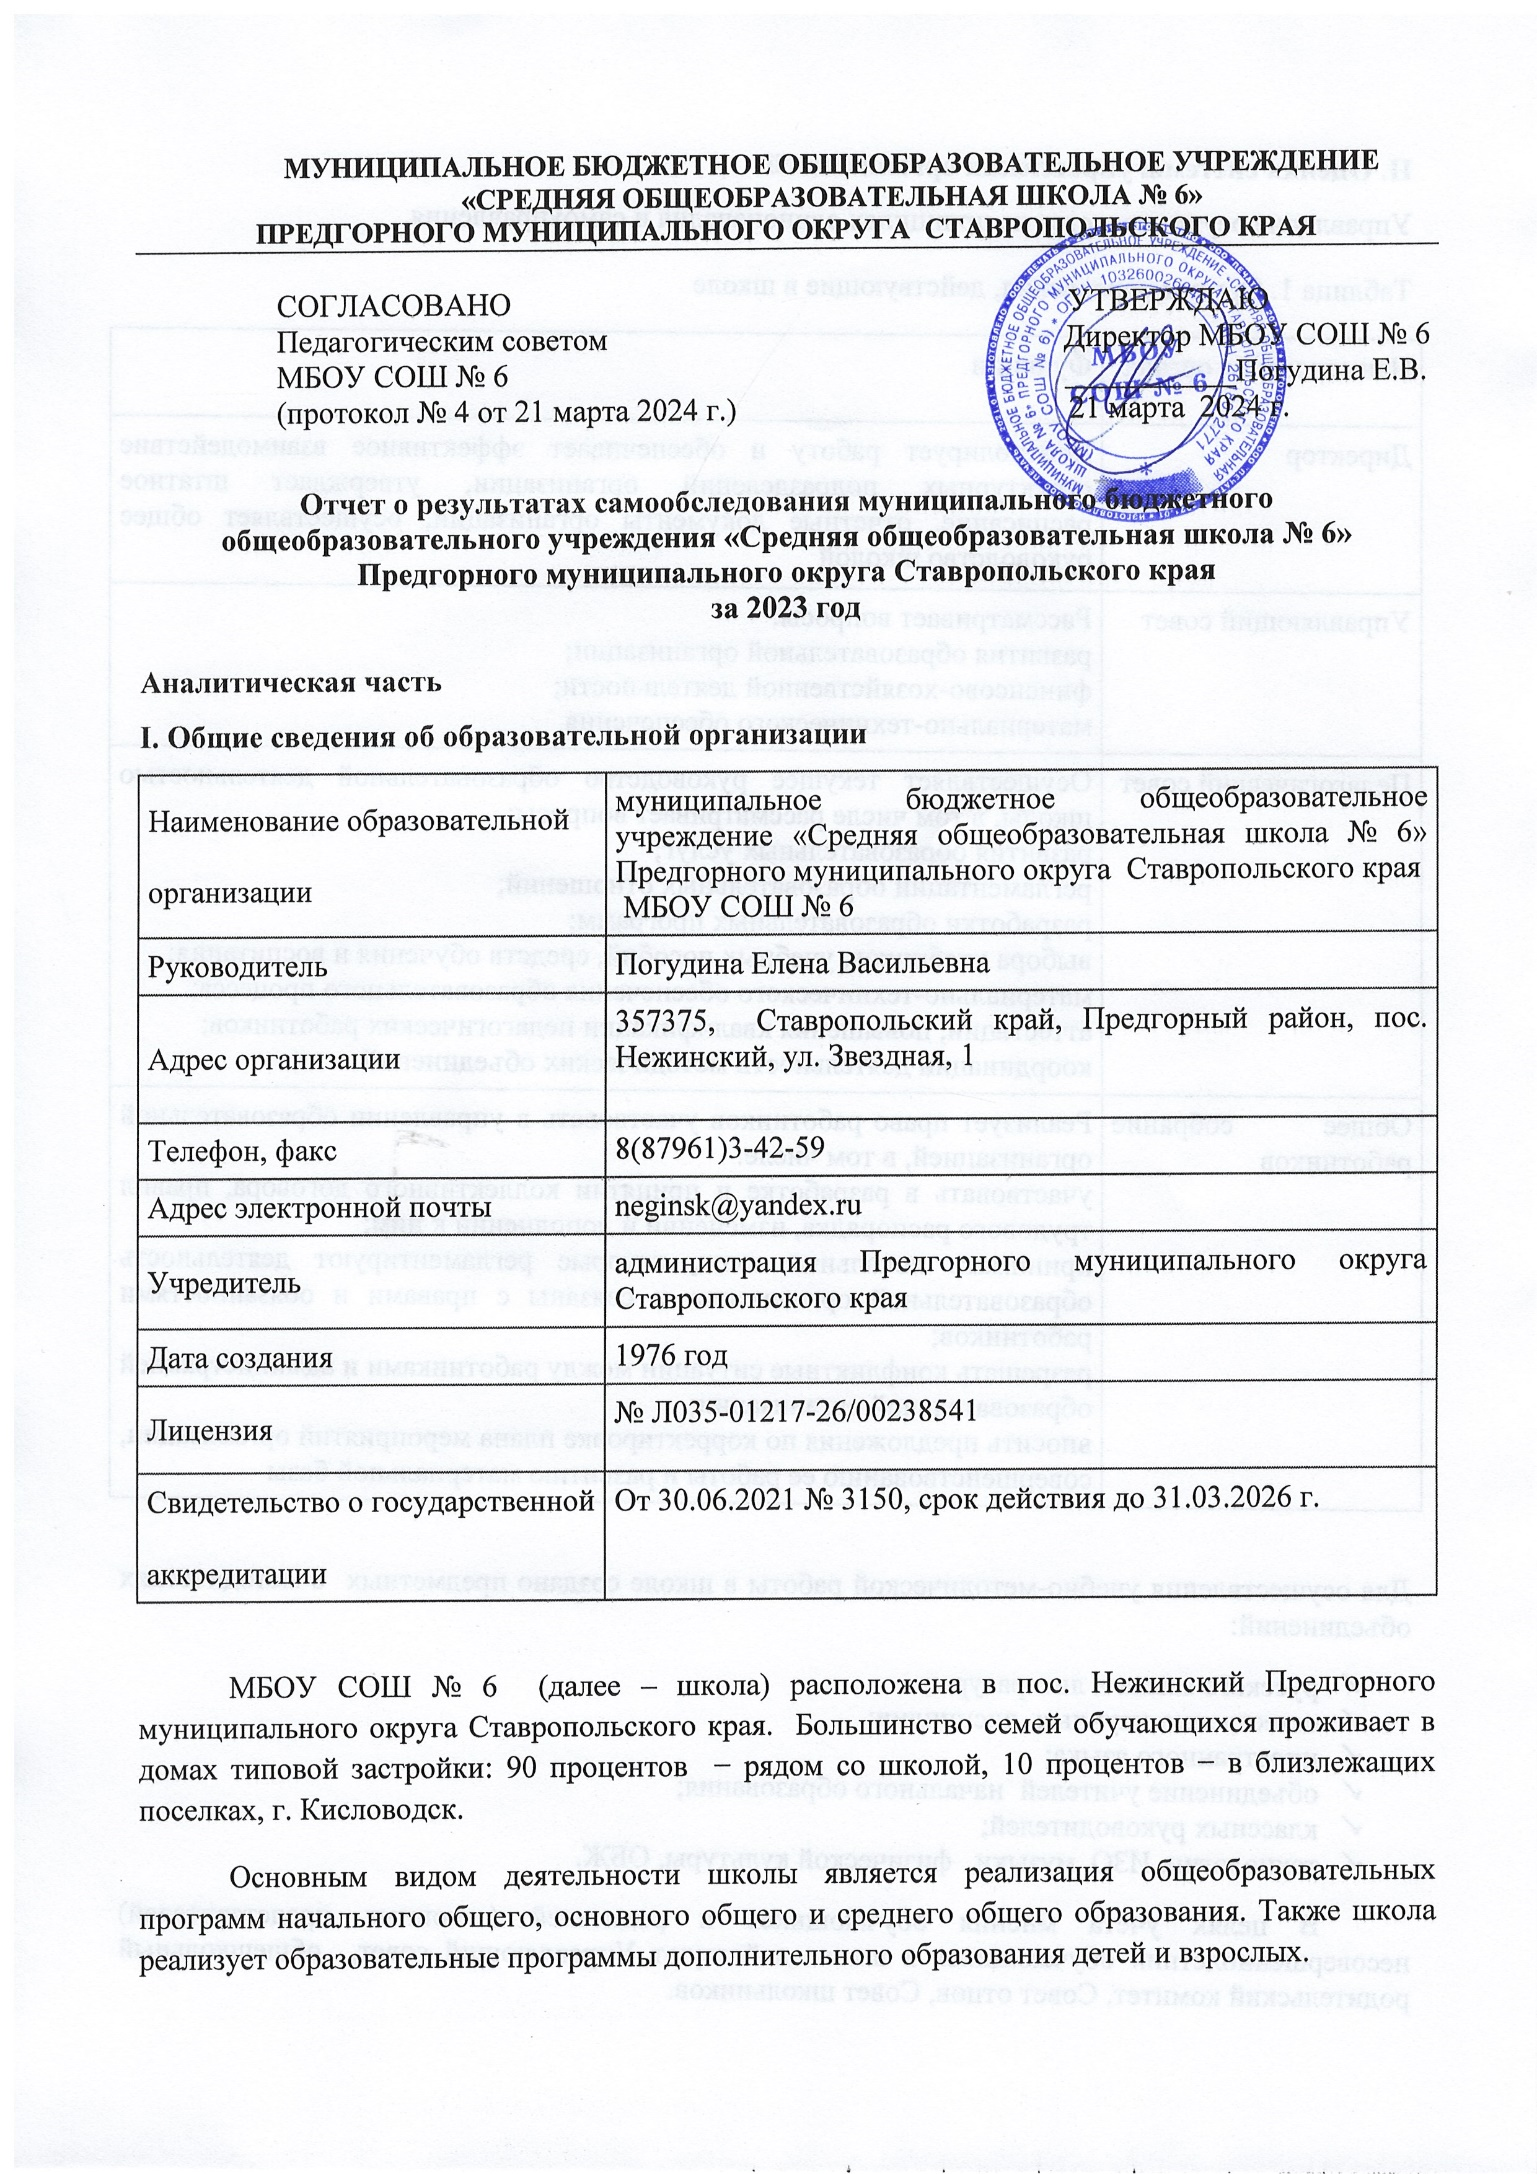 МУНИЦИПАЛЬНОЕ БЮДЖЕТНОЕ ОБЩЕОБРАЗОВАТЕЛЬНОЕ УЧРЕЖДЕНИЕ
«СРЕДНЯЯ ОБЩЕОБРАЗОВАТЕЛЬНАЯ ШКОЛА № 6»
ПРЕДГОРНОГО МУНИЦИПАЛЬНОГО ОКРУГА СТАВРОПОЛЬСКОГО КРАЯ
СОГЛАСОВАНО
Педагогическим советом
МБОУ СОШ № 6
(протокол № 4 от 21 марта 2024 г.)
УТВЕРЖДАЮ
Директор МБОУ СОШ № 6
Погудина Е.В.
21 марта 2024 г.
МБОУ
СОШ № 6
Отчет о результатах самообследования муниципального бюджетного
общеобразовательного учреждения «Средняя общеобразовательная школа № 6»
Предгорного муниципального округа Ставропольского края
за 2023 год
Аналитическая часть
I. Общие сведения об образовательной организации
Наименование образовательной
организации
муниципальное бюджетное общеобразовательное
учреждение «Средняя общеобразовательная школа № 6»
Предгорного муниципального округа Ставропольского края
МБОУ СОШ № 6
Руководитель
Погудина Елена Васильевна
Адрес организации
357375, Ставропольский край, Предгорный район, пос.
Нежинский, ул. Звездная, 1
Телефон, факс
8(87961)3-42-59
Адрес электронной почты
neginsk@yandex.ru
Учредитель
администрация Предгорного муниципального округа
Ставропольского края
Дата создания
1976 год
Лицензия
№ Л035-01217-26/00238541
Свидетельство о государственной
аккредитации
От 30.06.2021 № 3150, срок действия до 31.03.2026 г.
МБОУ СОШ № 6 (далее – школа) расположена в пос. Нежинский Предгорного
муниципального округа Ставропольского края. Большинство семей обучающихся проживает в
домах типовой застройки: 90 процентов − рядом со школой, 10 процентов − в близлежащих
поселках, г. Кисловодск.
Основным видом деятельности школы является реализация общеобразовательных
программ начального общего, основного общего и среднего общего образования. Также школа
реализует образовательные программы дополнительного образования детей и взрослых.